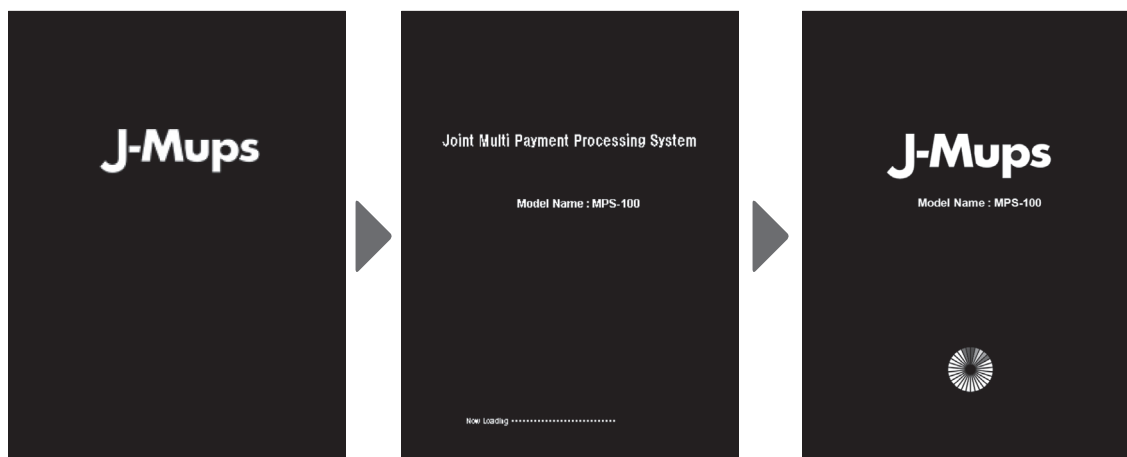 J-Mups
Joint Multi Payment Processing System
Model Name : MPS-100
Now Loading ••••••••••••••••••••••••••••
J-Mups
Model Name : MPS-100